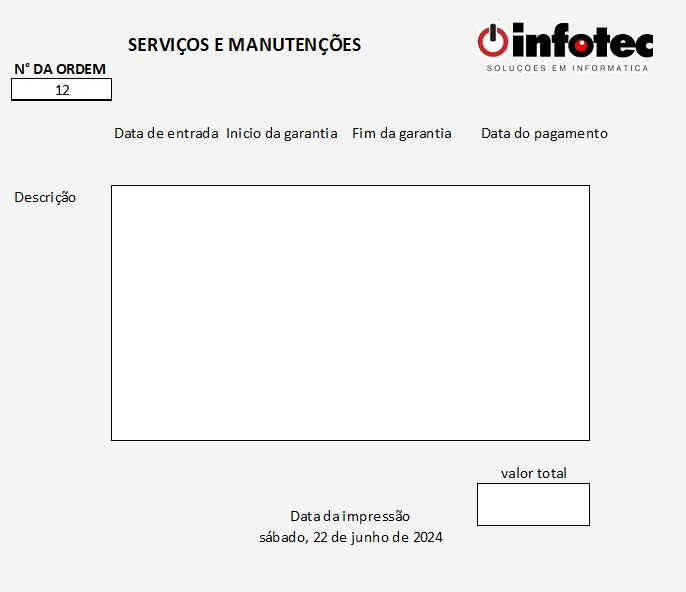 SERVIÇOS E MANUTENÇÕES
infotec
SOLUÇÕES EM INFORMÁTICA
N° DA ORDEM
12
Data de entrada Inicio da garantia Fim da garantia Data do pagamento
Descrição
valor total
Data da impressão
sábado, 22 de junho de 2024